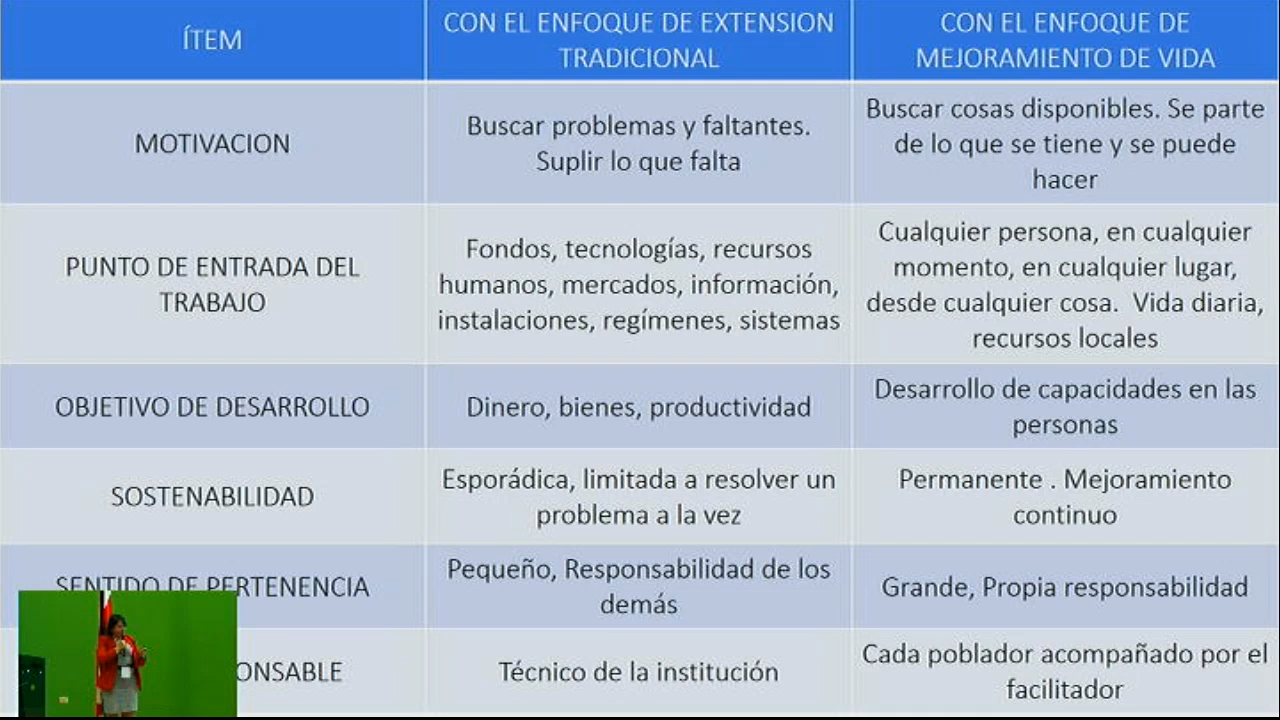 ÍTEM
CON EL ENFOQUE DE EXTENSION
TRADICIONAL
CON EL ENFOQUE DE
MEJORAMIENTO DE VIDA
MOTIVACION
Buscar problemas y faltantes.
Suplir lo que falta
Buscar cosas disponibles. Se parte
de lo que se tiene y se puede
hacer
PUNTO DE ENTRADA DEL
TRABAJO
Fondos, tecnologías, recursos
humanos, mercados, información,
instalaciones, regímenes, sistemas
Cualquier persona, en cualquier
momento, en cualquier lugar,
desde cualquier cosa. Vida diaria,
recursos locales
OBJETIVO DE DESARROLLO
Dinero, bienes, productividad
Desarrollo de capacidades en las
personas
SOSTENABILIDAD
Esporádica, limitada a resolver un
problema a la vez
Permanente . Mejoramiento
continuo
SENTIDO DE PERTENENCIA
Pequeño, Responsabilidad de los
demás
Grande, Propia responsabilidad
ONSABLE
Técnico de la institución
Cada poblador acompañado por el
facilitador